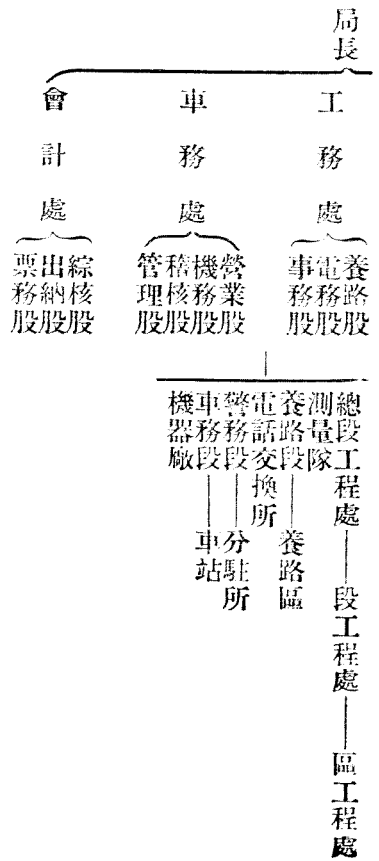 局長
工務處
養路股
電務股
事務股
車務處
營業股
機務股
稽核股
管理股
會計處
綜核股
出納股
票務股
總段工程處
段工程處
區工程處
測量隊
養路段
養路區
電話交換所
警務段
分駐所
車務段
車站
機器廠